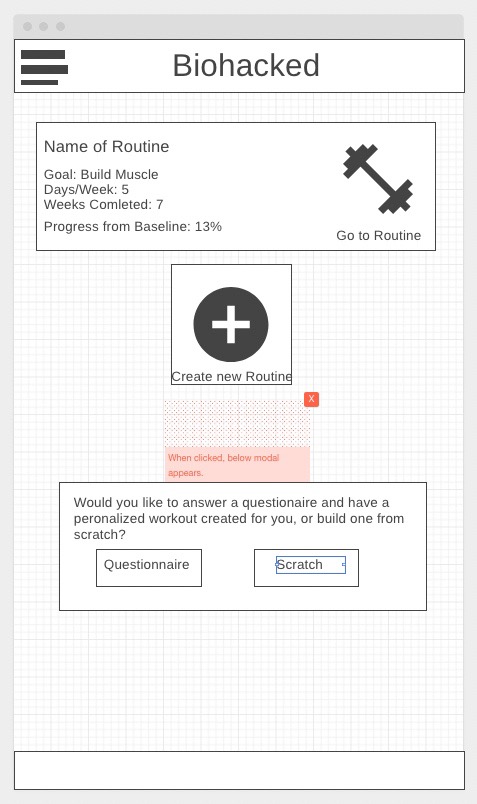 Biohacked
Name of Routine
Goal: Build Muscle
Days/Week: 5
Weeks Comleted: 7
Progress from Baseline: 13%
Go to Routine
Create new Routine
X
When clicked, below modal
appears.
Would you like to answer a questionaire and have a
peronalized workout created for you, or build one from
scratch?
Questionnaire
Scratch